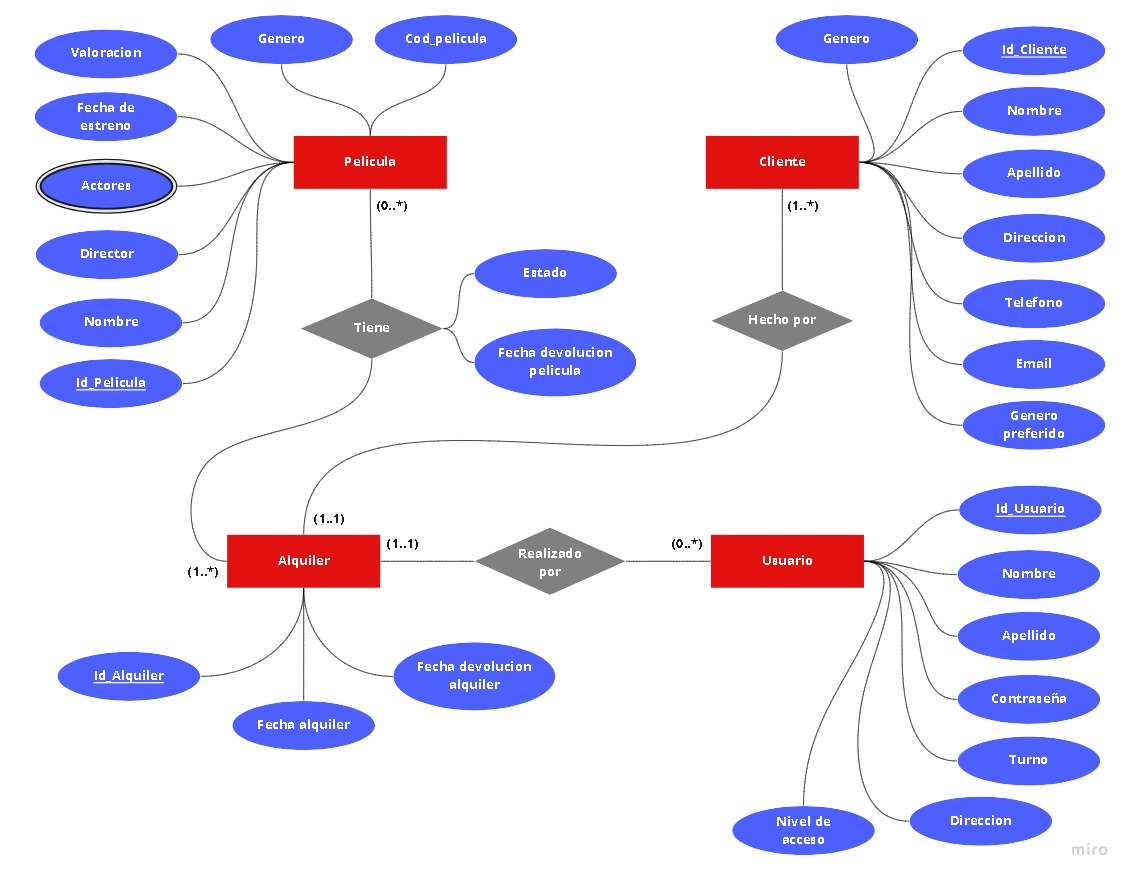 Valoracion
Genero
Cod_pelicula
Fecha de
estreno
Actores
Director
Nombre
Id_Pelicula
Pelicula
(0..*)
Tiene
Estado
Fecha devolucion
pelicula
Genero
Id_Cliente
Nombre
Apellido
Direccion
Telefono
Email
Genero
preferido
Cliente
(1..*)
Hecho por
(1..1)
(1..*)
Alquiler
(1..1)
Realizado
por
(0..*)
Usuario
Id_Alquiler
Fecha alquiler
Fecha devolucion
alquiler
Id_Usuario
Nombre
Apellido
Contraseña
Turno
Direccion
Nivel de
acceso
miro